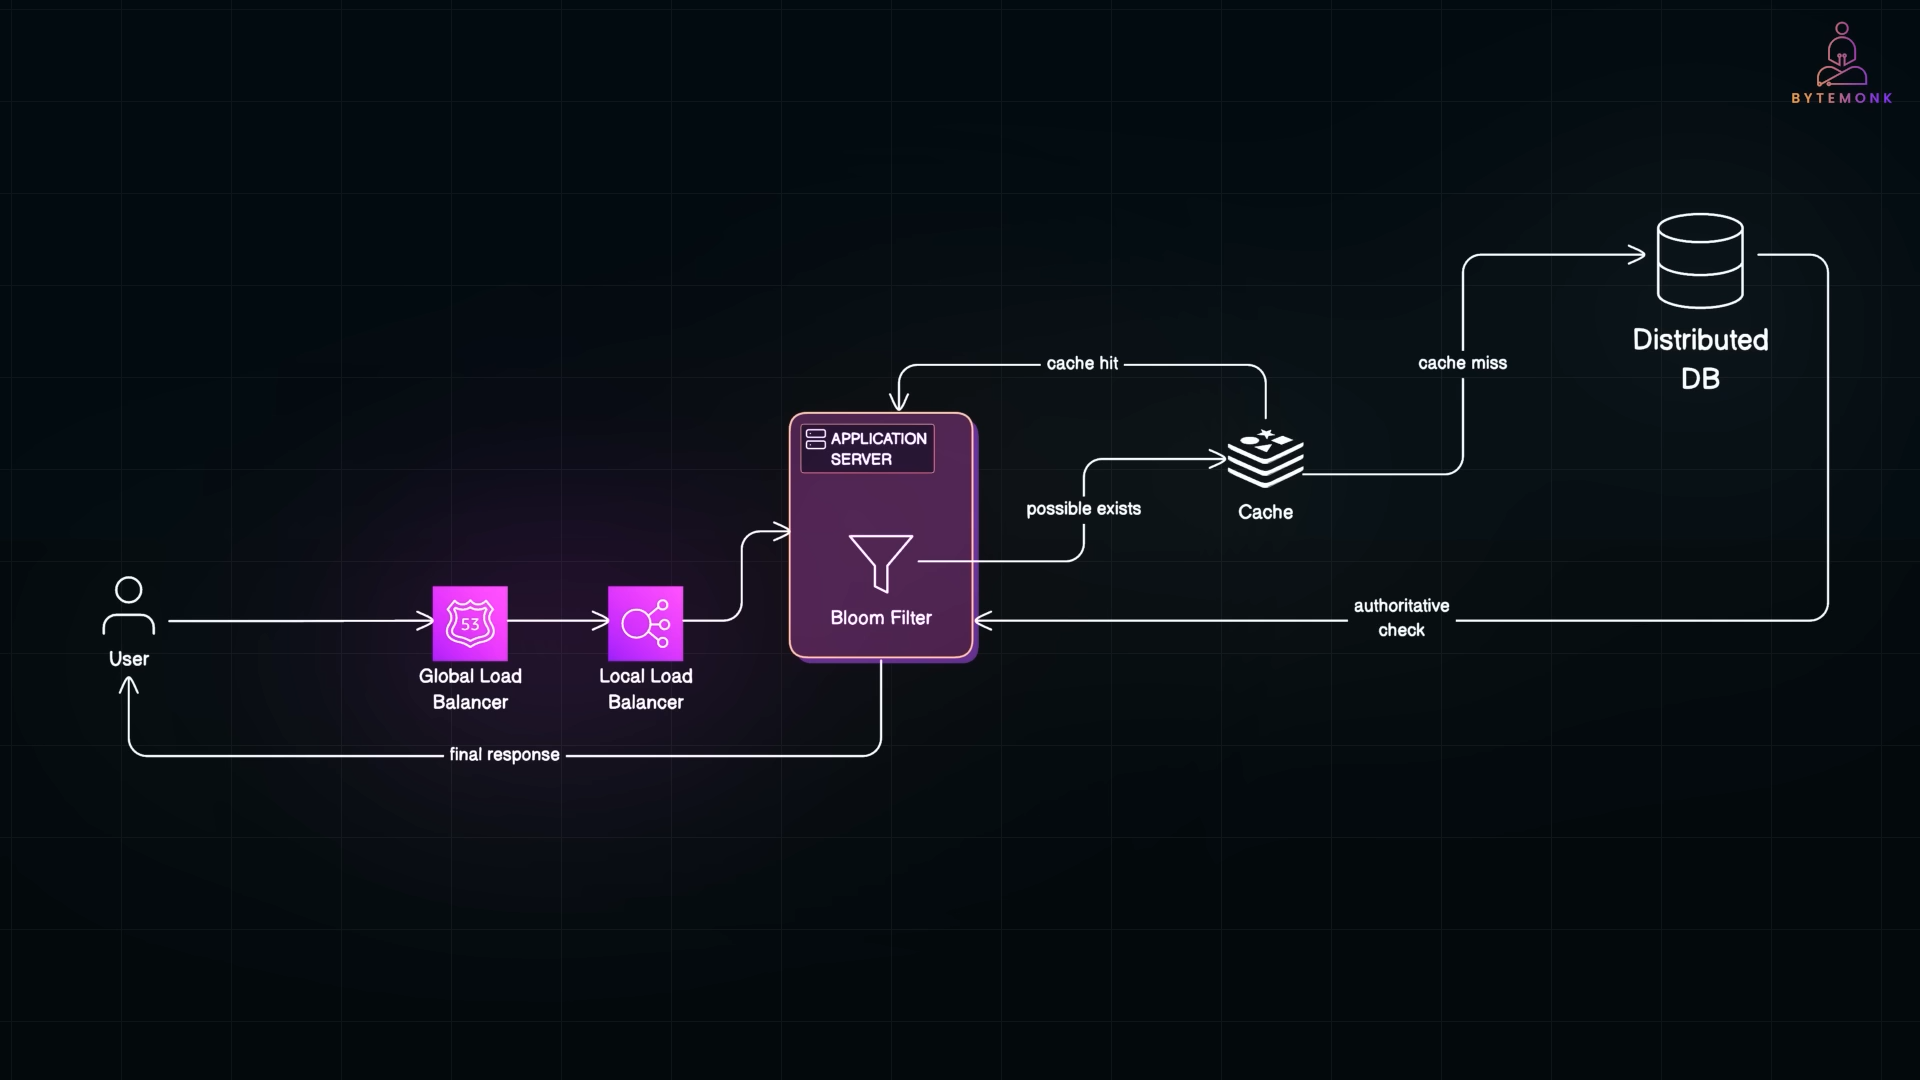 BYTEMONK
Distributed
DB
cache hit
cache miss
APPLICATION
SERVER
possible exists
Cache
Bloom Filter
authoritative
check
53
User
Global Load
Balancer
Local Load
Balancer
final response